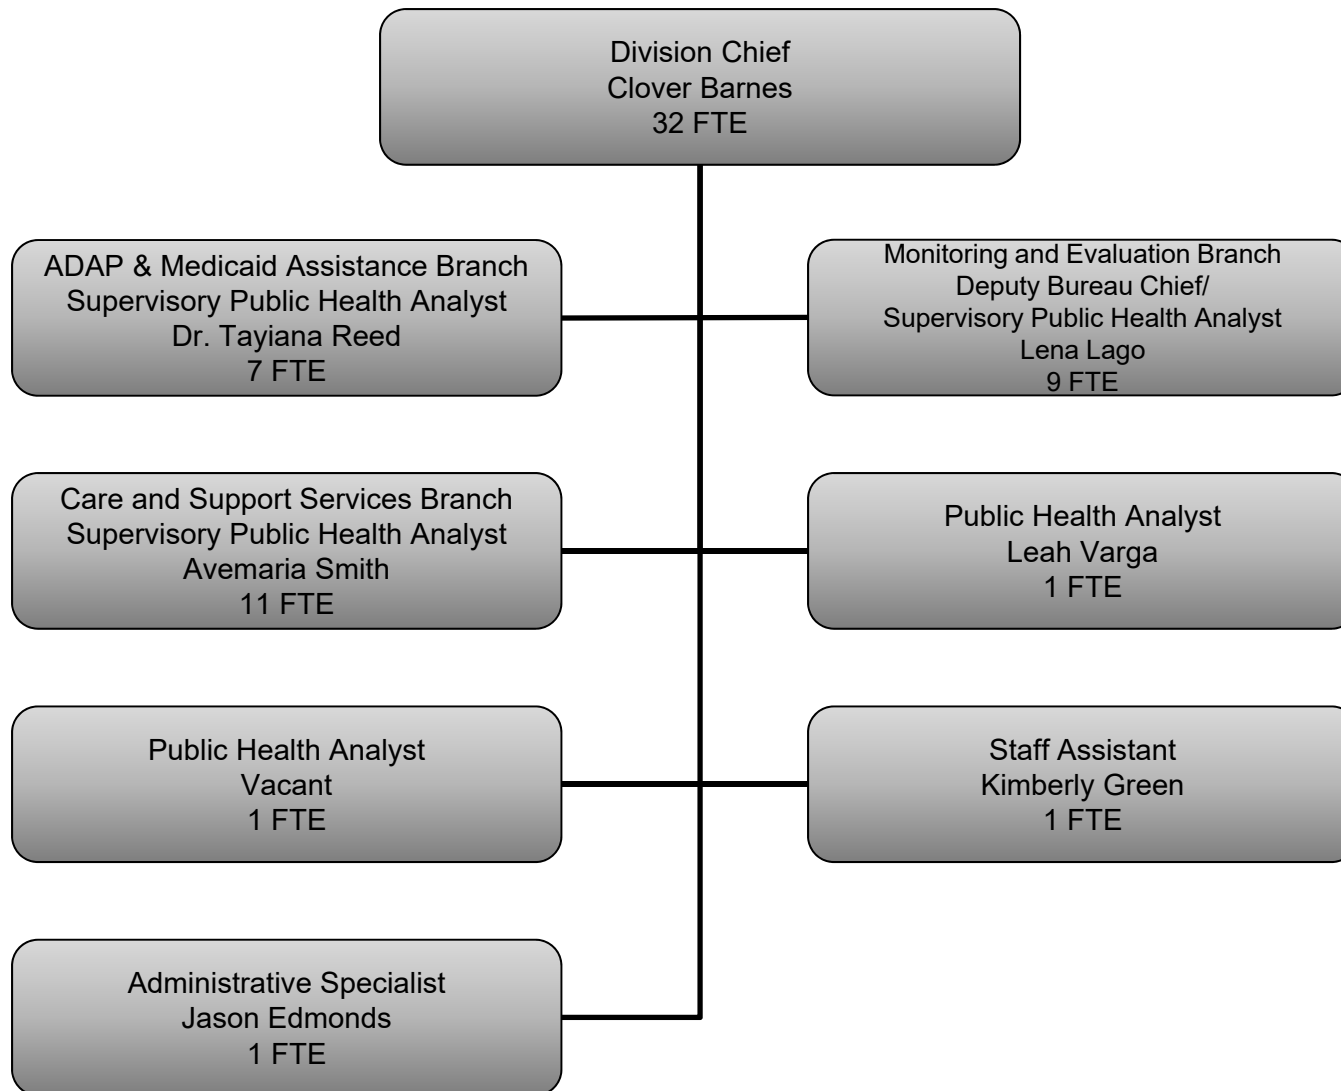 Division Chief
Clover Barnes
32 FTE
ADAP & Medicaid Assistance Branch
Supervisory Public Health Analyst
Dr. Tayiana Reed
7 FTE
Monitoring and Evaluation Branch
Deputy Bureau Chief/
Supervisory Public Health Analyst
Lena Lago
9 FTE
Care and Support Services Branch
Supervisory Public Health Analyst
Avemaria Smith
11 FTE
Public Health Analyst
Leah Varga
1 FTE
Public Health Analyst
Vacant
1 FTE
Staff Assistant
Kimberly Green
1 FTE
Administrative Specialist
Jason Edmonds
1 FTE